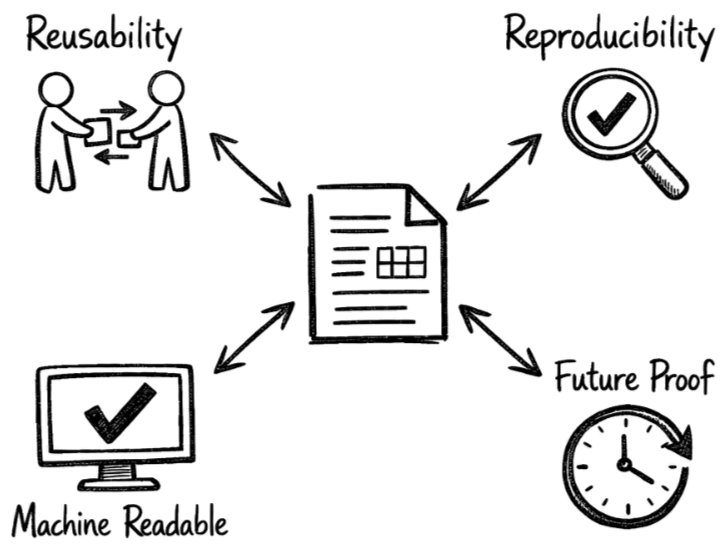 Reusability
Reproducibility
Future Proof
Machine Readable